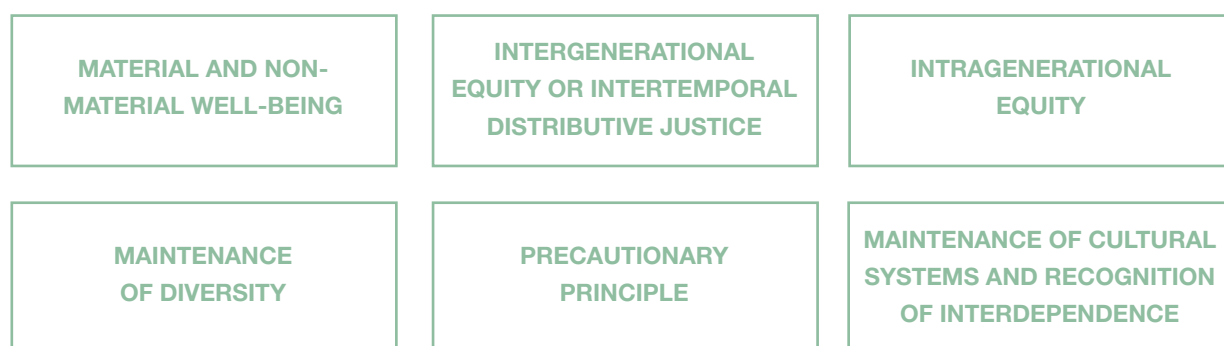 MATERIAL AND NON-
MATERIAL WELL-BEING
INTERGENERATIONAL
EQUITY OR INTERTEMPORAL
DISTRIBUTIVE JUSTICE
INTRAGENERATIONAL
EQUITY
MAINTENANCE
OF DIVERSITY
PRECAUTIONARY
PRINCIPLE
MAINTENANCE OF CULTURAL
SYSTEMS AND RECOGNITION
OF INTERDEPENDENCE